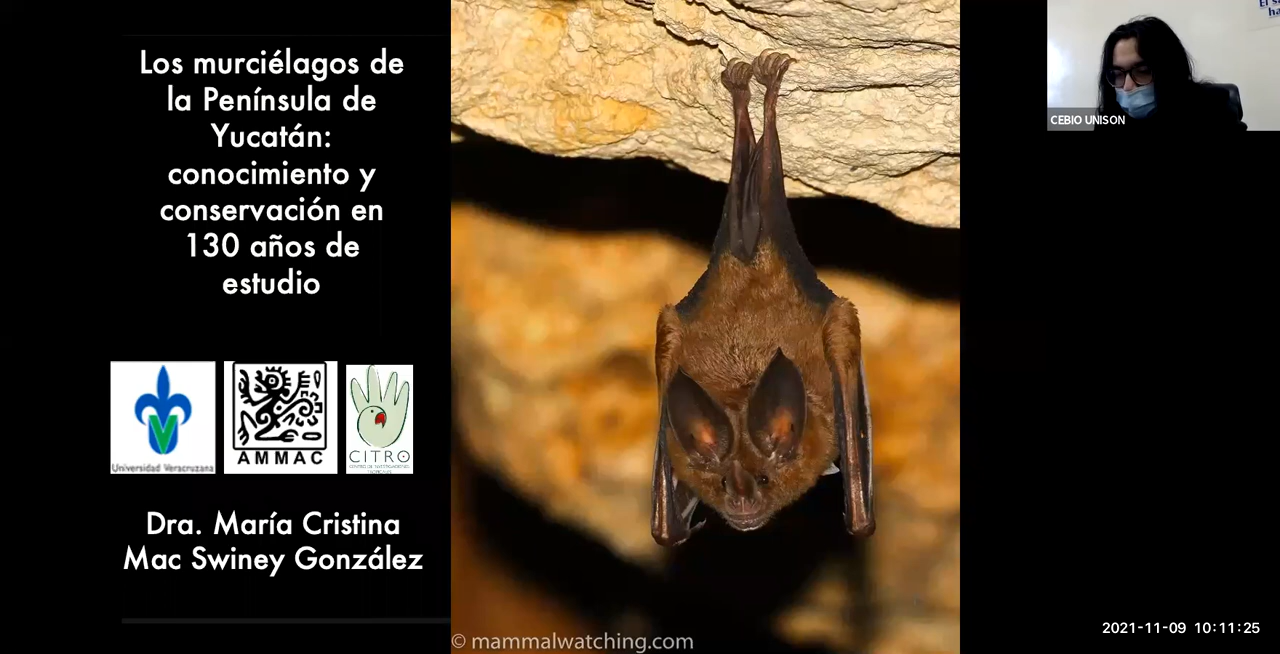 Los murciélagos de
la Península de
Yucatán:
conocimiento y
conservación en
130 años de
estudio
Universidad Veracruzana
AMMAC
CITRO
Dra. María Cristina
Mac Swiney González
© mammalwatching.com
CEBIO UNISON
2021-11-09 10:11:25